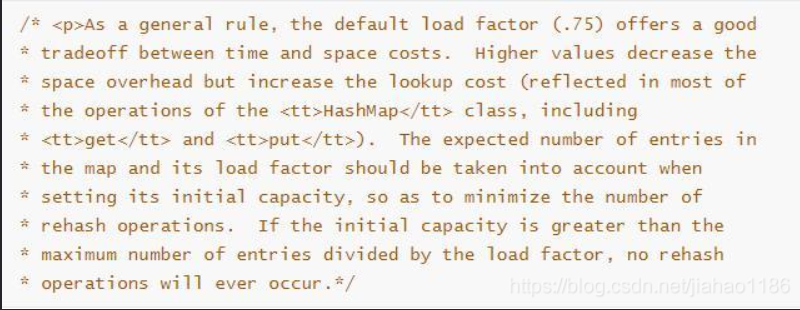 /* <p>As a general rule, the default load factor (.75) offers a good
* tradeoff between time and space costs.  Higher values decrease the
* space overhead but increase the lookup cost (reflected in most of
* the operations of the <tt>HashMap</tt> class, including
* <tt>get</tt> and <tt>put</tt>).  The expected number of entries in
* the map and its load factor should be taken into account when
* setting its initial capacity, so as to minimize the number of
* rehash operations.  If the initial capacity is greater than the
* maximum number of entries divided by the load factor, no rehash
* operations will ever occur.*/
https://blog.csdn.net/jiahao1186